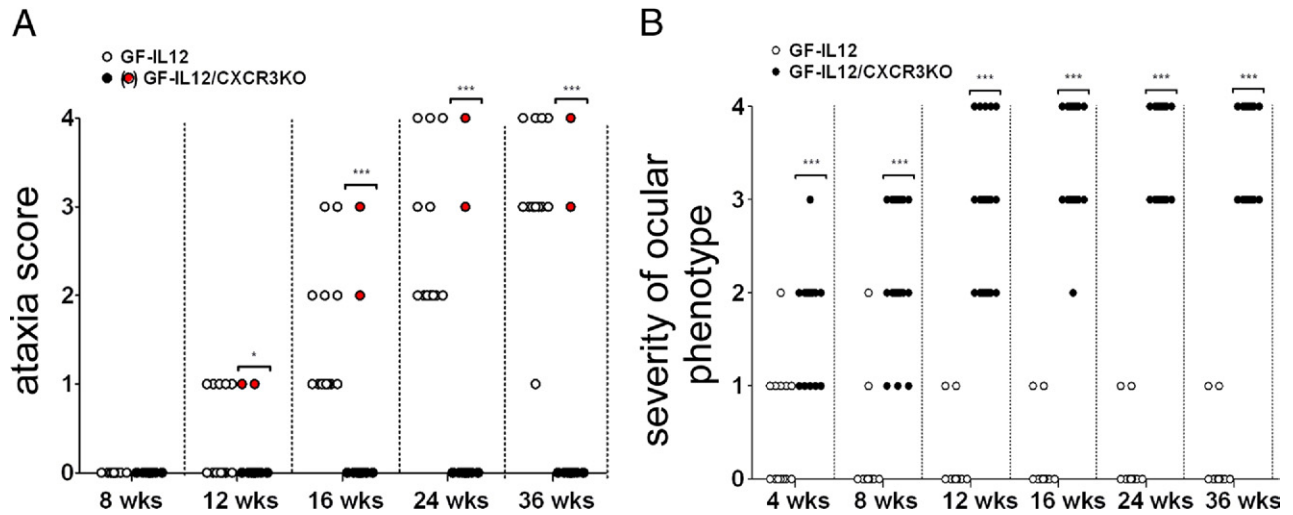 A
GF-IL12
(•) GF-IL12/CXCR3KO
ataxia score
4
3
2
1
0
*
***
***
***
8 wks
12 wks
16 wks
24 wks
36 wks
B
GF-IL12
GF-IL12/CXCR3KO
severity of ocular
phenotype
4
3
2
1
0
***
***
***
***
***
***
4 wks
8 wks
12 wks
16 wks
24 wks
36 wks